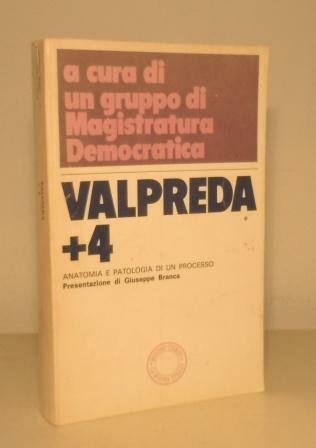 a cura di
un gruppo di
Magistratura
Democratica
VALPREDA
+4
ANATOMIA E PATOLOGIA DI UN PROCESSO
Presentazione di Giuseppe Branca